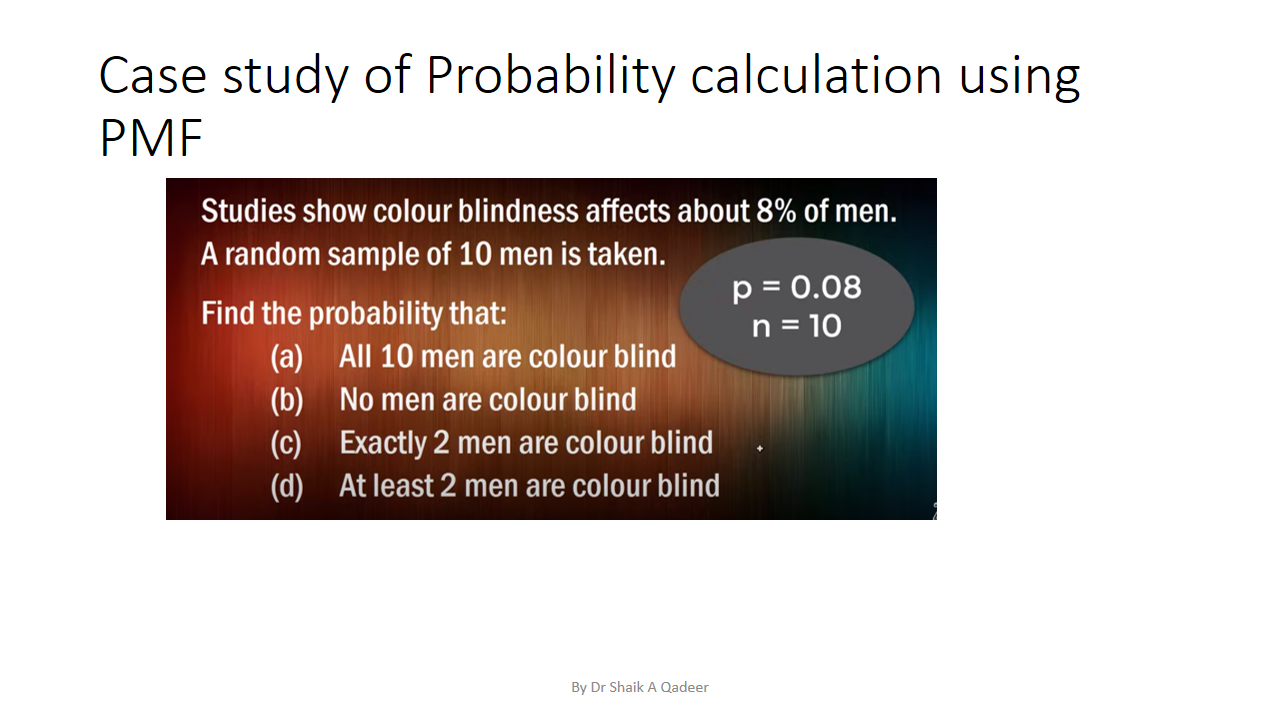 Case study of Probability calculation using
PMF
Studies show colour blindness affects about 8% of men.
A random sample of 10 men is taken.
p = 0.08
n = 10
Find the probability that:
(a) All 10 men are colour blind
(b) No men are colour blind
(c) Exactly 2 men are colour blind
(d) At least 2 men are colour blind
By Dr Shaik A Qadeer